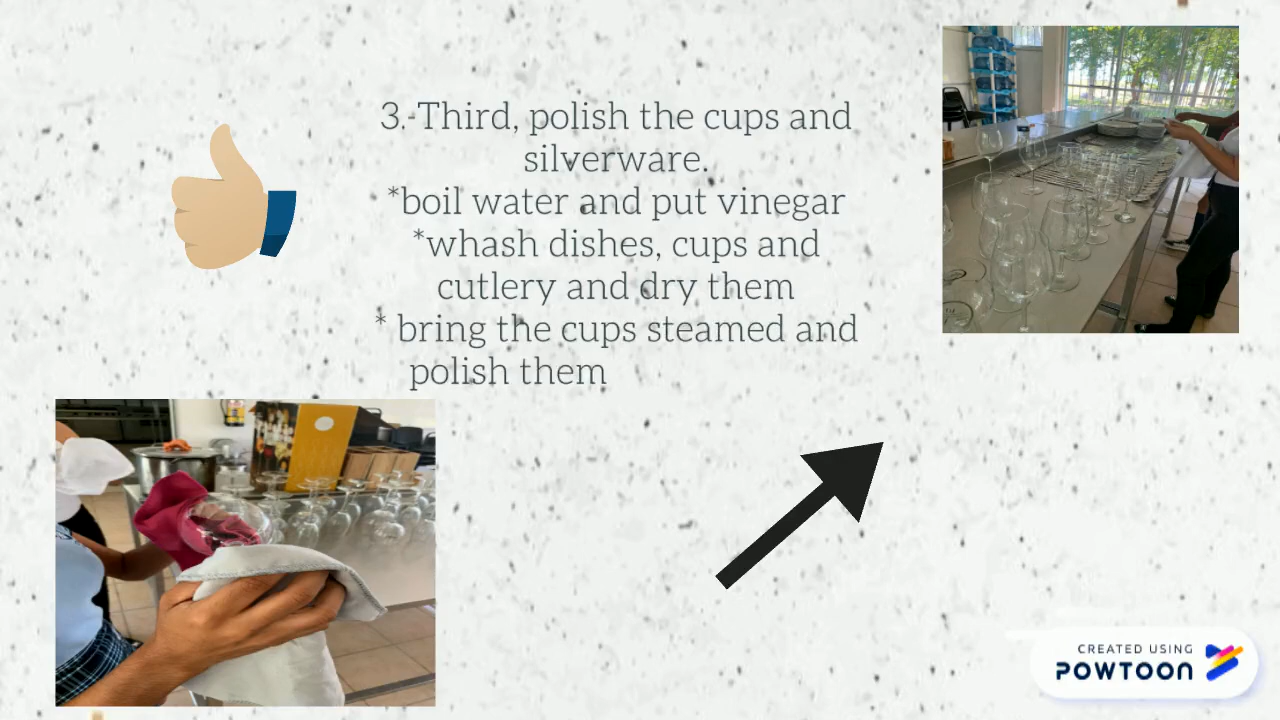 3.-Third, polish the cups and
silverware.
*boil water and put vinegar
*whash dishes, cups and
cutlery and dry them
* bring the cups steamed and
polish them
CREATED USING
POWTOON